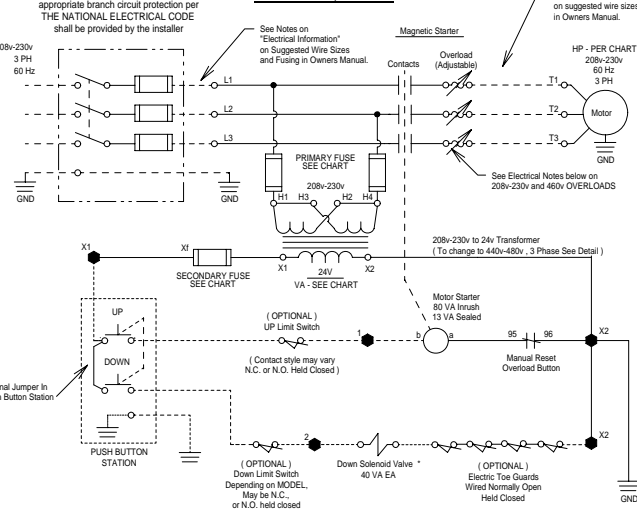 appropriate branch circuit protection per
THE NATIONAL ELECTRICAL CODE
shall be provided by the installer
on suggested wire sizes
in Owners Manual.
See Notes on
"Electrical Information"
on Suggested Wire Sizes
and Fusing in Owners Manual.
Magnetic Starter
Contacts
Overload
(Adjustable)
HP - PER CHART
208v-230v
60 Hz
3 PH
08v-230v
3 PH
60 Hz
L1
T1
L2
T2
Motor
L3
T3
GND
GND
GND
PRIMARY FUSE
SEE CHART
208v-230v
H1
H3
H2
H4
See Electrical Notes below on
208v-230v and 460v OVERLOADS
X1
Xf
SECONDARY FUSE
SEE CHART
X1
24V
X2
VA - SEE CHART
208v-230v to 24v Transformer
( To change to 440v-480v , 3 Phase See Detail )
UP
DOWN
nal Jumper In
Button Station
PUSH BUTTON
STATION
( OPTIONAL )
UP Limit Switch
( Contact style may vary
N.C. or N.O. Held Closed )
1
Motor Starter
80 VA Inrush
13 VA Sealed
b
a
95
96
Manual Reset
Overload Button
X2
2
( OPTIONAL )
Down Limit Switch
Depending on MODEL,
May be N.C.,
or N.O. held closed
Down Solenoid Valve *
40 VA EA
( OPTIONAL )
Electric Toe Guards
Wired Normally Open
Held Closed
X2
GND